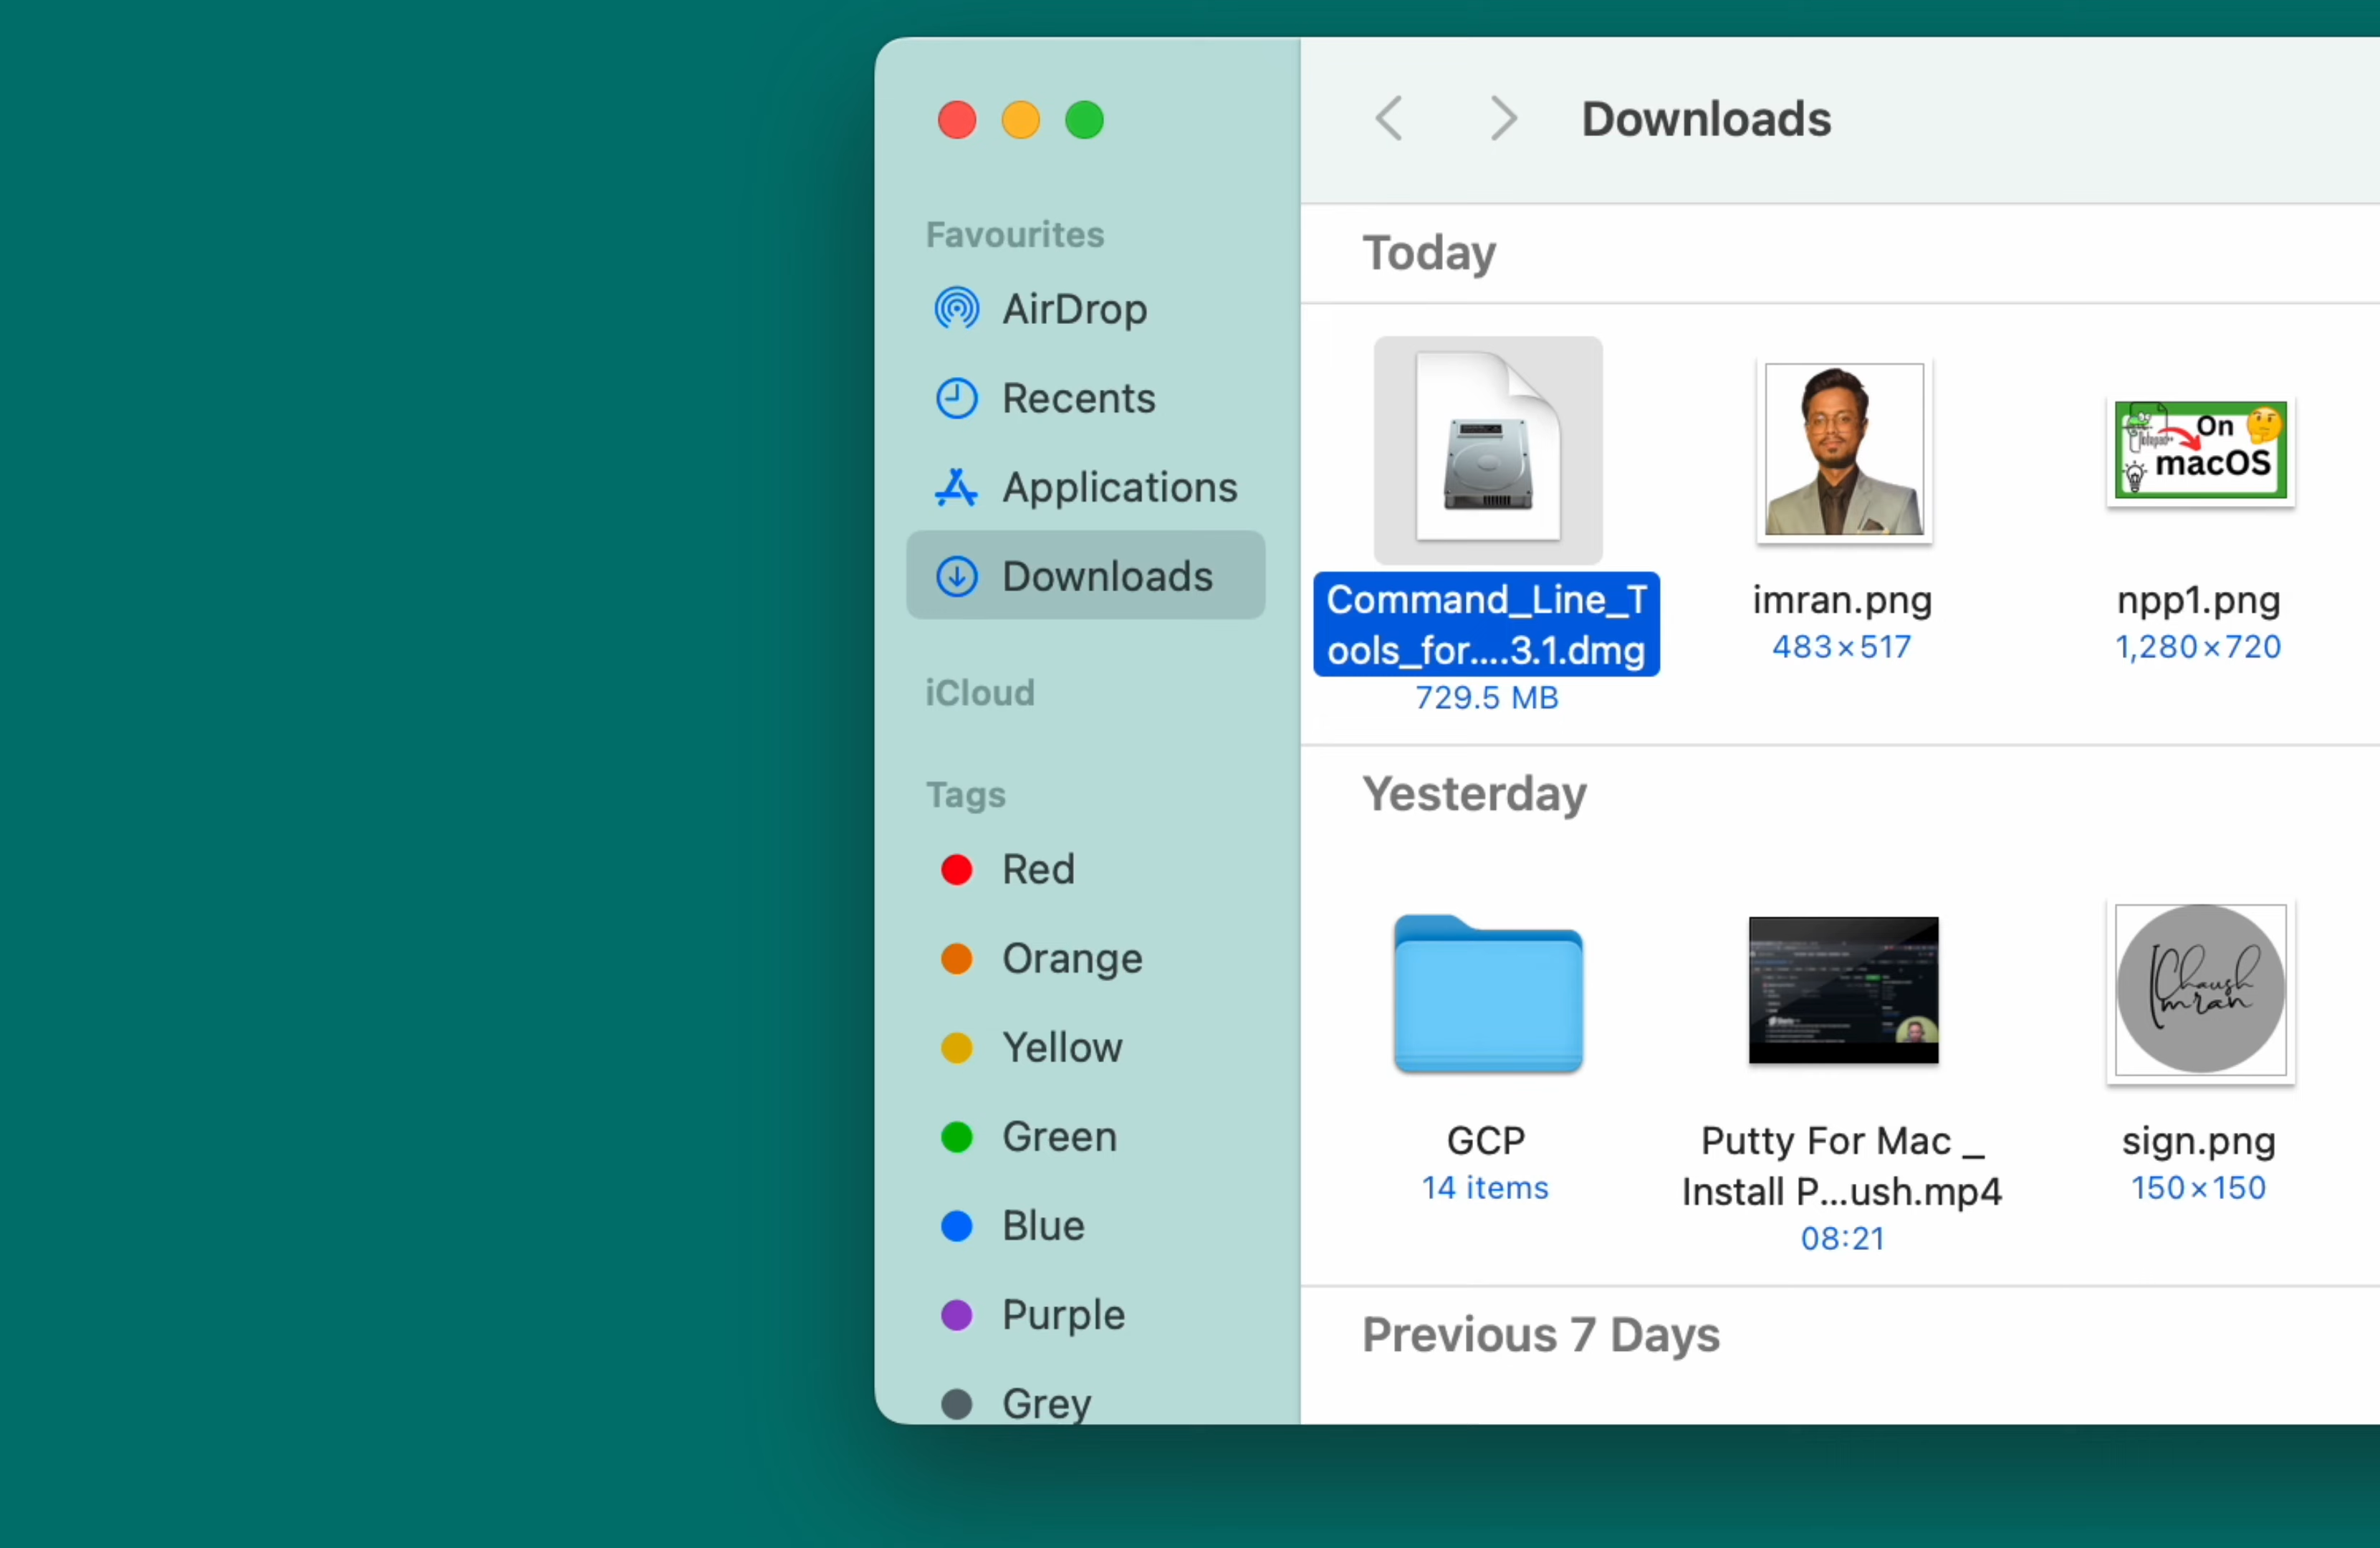 Downloads
Favourites
AirDrop
Recents
Applications
Downloads
iCloud
Tags
Red
Orange
Yellow
Green
Blue
Purple
Grey
Today
Command_Line_T
ools_for....3.1.dmg
729.5 MB
imran.png
483×517
On
macOS
npp1.png
1,280×720
Yesterday
GCP
14 items
Putty For Mac _
Install P...ush.mp4
08:21
Chaush
Imran
sign.png
150×150
Previous 7 Days